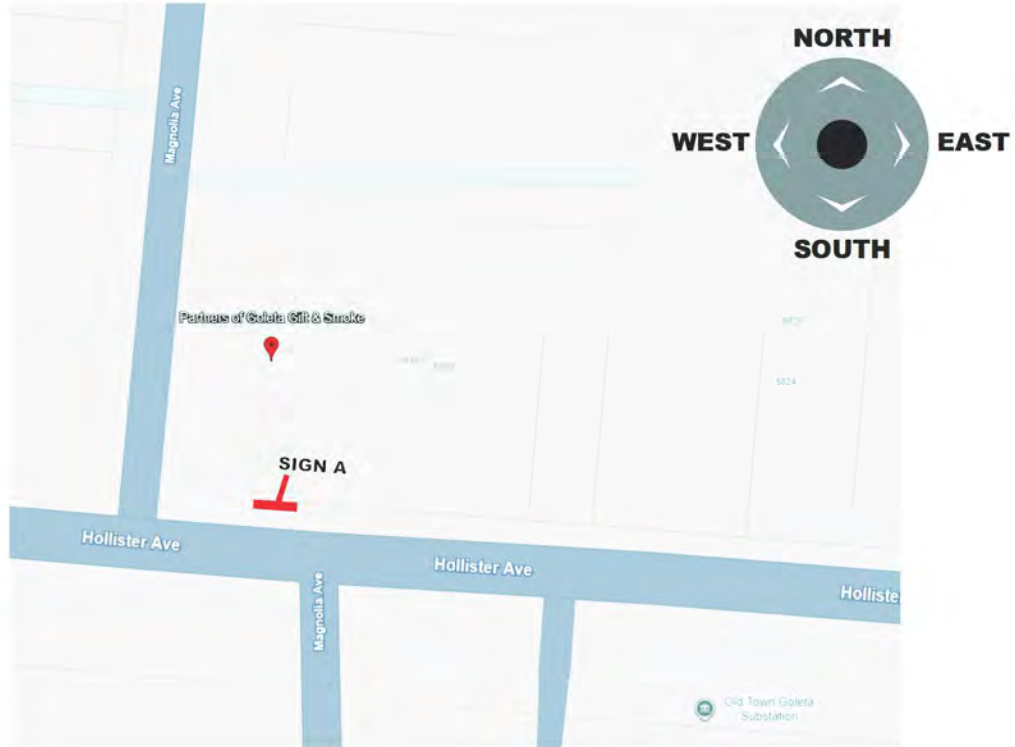 NORTH
WEST
EAST
SOUTH
Magnolia Ave
Partners of Goleta Gift & Smoke
5824
SIGN A
Hollister Ave
Hollister Ave
Holliste
Magnolia Ave
Old Town Goleta
Substation